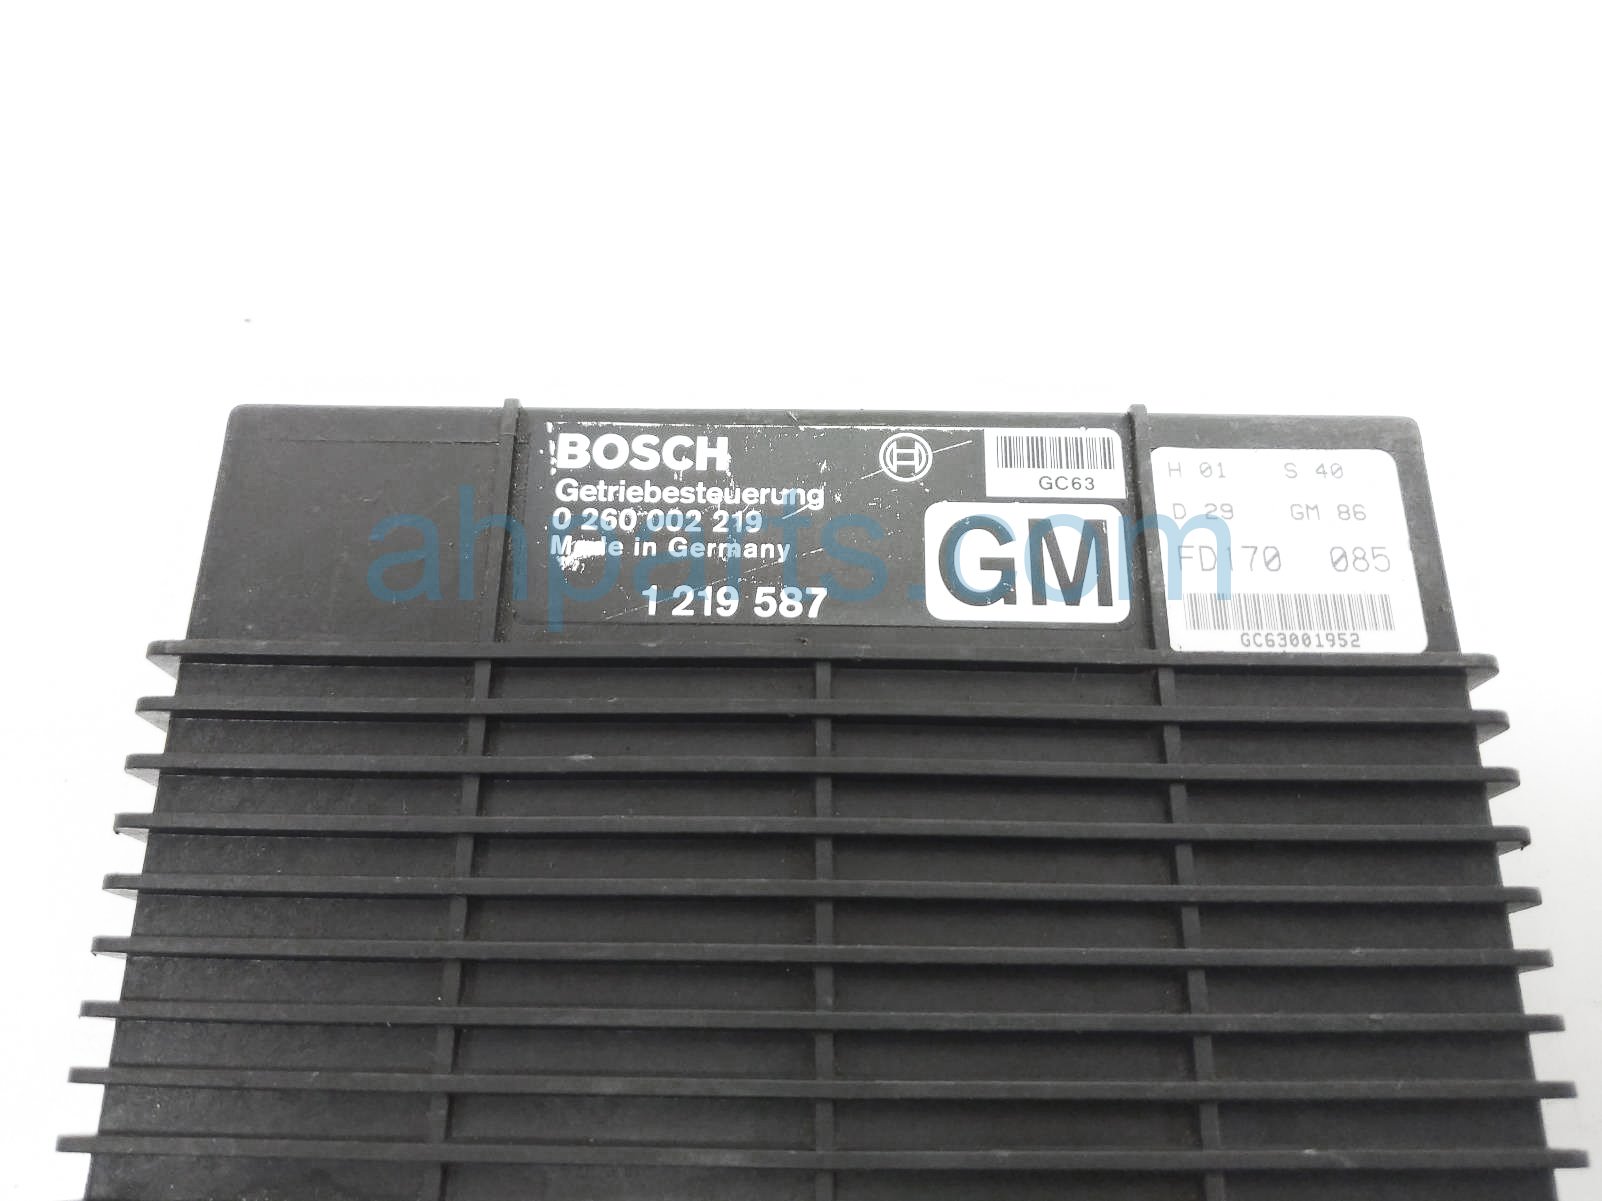 BOSCH
Getriebesteuerung
0 260 002 219
Made in Germany
1 219 587
GC63
GM
H 01 S 40
D 29 GM 86
FD170 085
GC63001952
ahparts.com